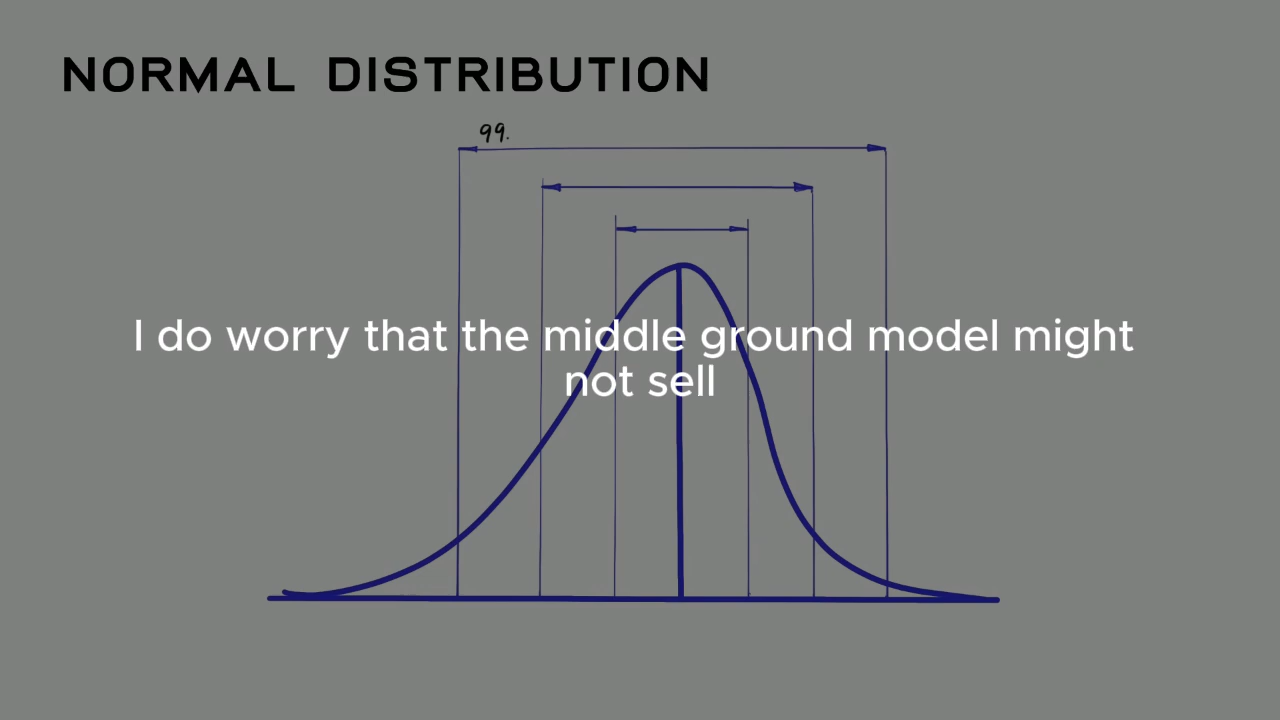 NORMAL DISTRIBUTION
99.
I do worry that the middle ground model might
not sell